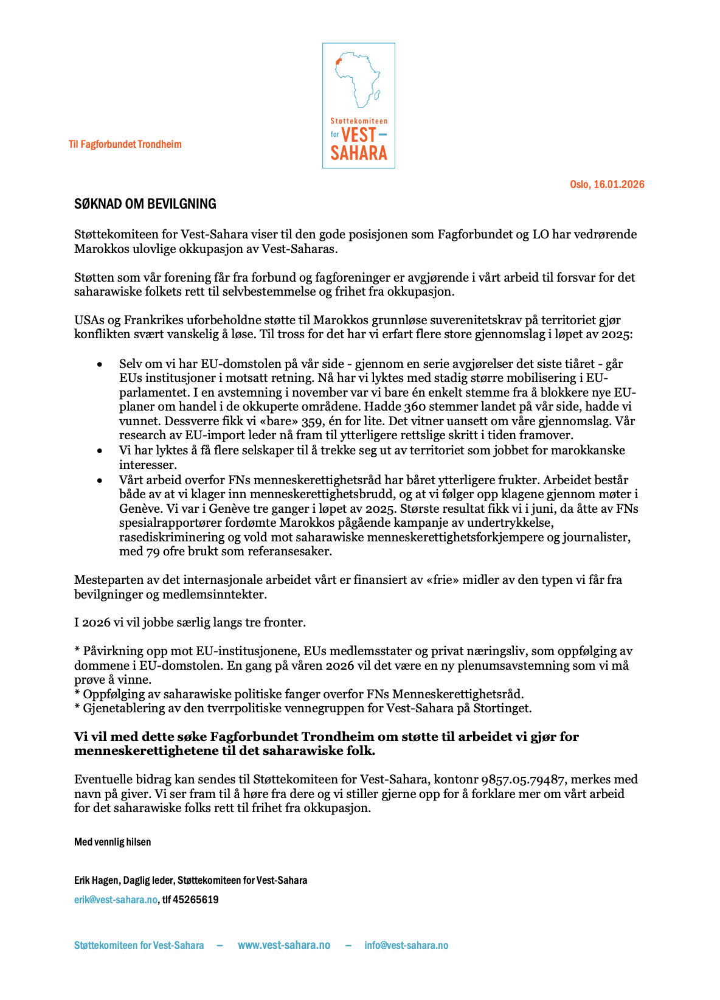 Støttekomiteen
for VEST–
SAHARA
Til Fagforbundet Trondheim
Oslo, 16.01.2026
SØKNAD OM BEVILGNING
Støttekomiteen for Vest-Sahara viser til den gode posisjonen som Fagforbundet og LO har vedrørende
Marokkos ulovlige okkupasjon av Vest-Saharas.
Støtten som vår forening får fra forbund og fagforeninger er avgjørende i vårt arbeid til forsvar for det
saharawiske folkets rett til selvbestemmelse og frihet fra okkupasjon.
USAs og Frankrikes uforbeholdne støtte til Marokkos grunnløse suverenitetskrav på territoriet gjør
konflikten svært vanskelig å løse. Til tross for det har vi erfart flere store gjennomslag i løpet av 2025:
• Selv om vi har EU-domstolen på vår side - gjennom en serie avgjørelser det siste tiåret - går
EUs institusjoner i motsatt retning. Nå har vi lyktes med stadig større mobilisering i EU-
parlamentet. I en avstemning i november var vi bare én enkelt stemme fra å blokkere nye EU-
planer om handel i de okkuperte områdene. Hadde 360 stemmer landet på vår side, hadde vi
vunnet. Dessverre fikk vi «bare» 359, én for lite. Det vitner uansett om våre gjennomslag. Vår
research av EU-import leder nå fram til ytterligere rettslige skritt i tiden framover.
• Vi har lyktes å få flere selskaper til å trekke seg ut av territoriet som jobbet for marokkanske
interesser.
• Vårt arbeid overfor FNs menneskerettighetsråd har båret ytterligere frukter. Arbeidet består
både av at vi klager inn menneskerettighetsbrudd, og at vi følger opp klagene gjennom møter i
Genève. Vi var i Genève tre ganger i løpet av 2025. Største resultat fikk vi i juni, da åtte av FNs
spesialrapportører fordømte Marokkos pågående kampanje av undertrykkelse,
rasediskriminering og vold mot saharawiske menneskerettighetsforkjempere og journalister,
med 79 ofre brukt som referansesaker.
Mesteparten av det internasjonale arbeidet vårt er finansiert av «frie» midler av den typen vi får fra
bevilgninger og medlemsinntekter.
I 2026 vi vil jobbe særlig langs tre fronter.
* Påvirkning opp mot EU-institusjonene, EUs medlemsstater og privat næringsliv, som oppfølging av
dommene i EU-domstolen. En gang på våren 2026 vil det være en ny plenumsavstemning som vi må
prøve å vinne.
* Oppfølging av saharawiske politiske fanger overfor FNs Menneskerettighetsråd.
* Gjenetablering av den tverrpolitiske vennegruppen for Vest-Sahara på Stortinget.
Vi vil med dette søke Fagforbundet Trondheim om støtte til arbeidet vi gjør for
menneskerettighetene til det saharawiske folk.
Eventuelle bidrag kan sendes til Støttekomiteen for Vest-Sahara, kontonr 9857.05.79487, merkes med
navn på giver. Vi ser fram til å høre fra dere og vi stiller gjerne opp for å forklare mer om vårt arbeid
for det saharawiske folks rett til frihet fra okkupasjon.
Med vennlig hilsen
Erik Hagen, Daglig leder, Støttekomiteen for Vest-Sahara
erik@vest-sahara.no, tlf 45265619
Støttekomiteen for Vest-Sahara – www.vest-sahara.no – info@vest-sahara.no